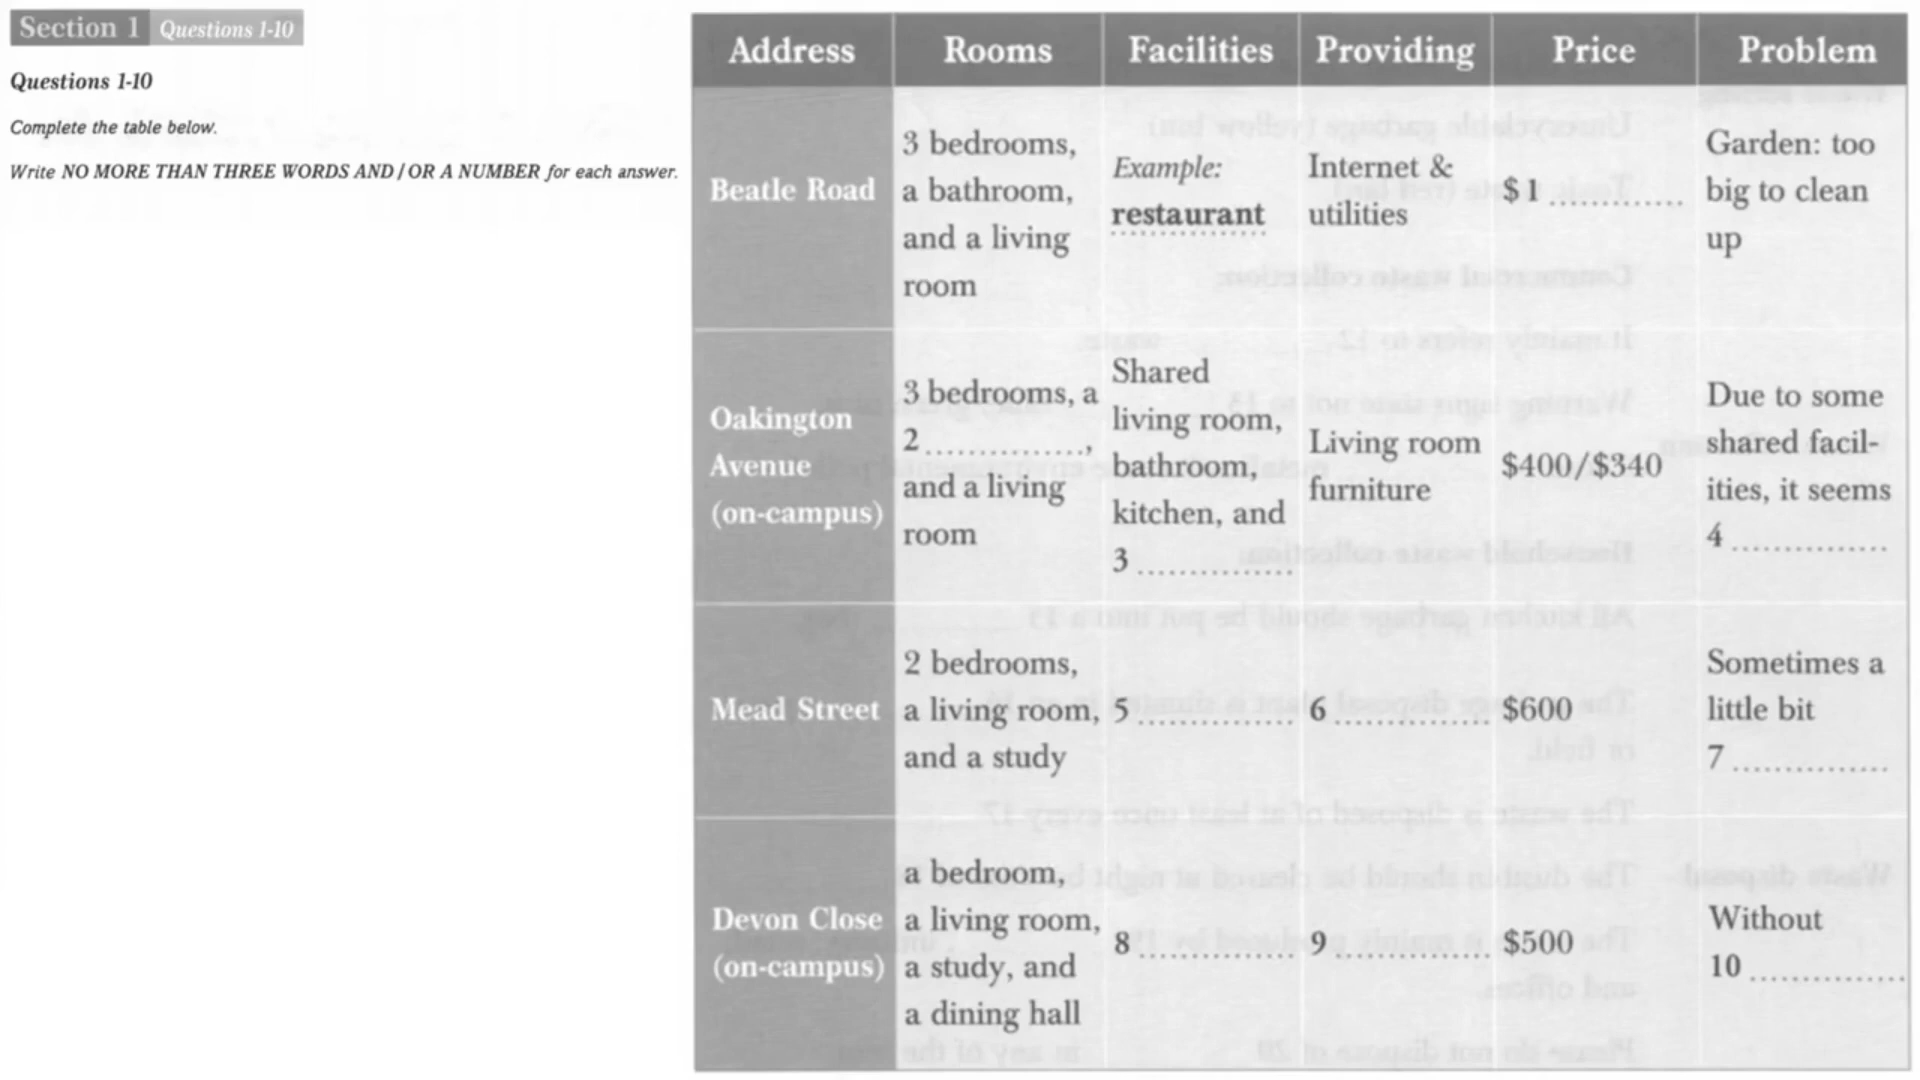 Section 1 Questions 1-10
Questions 1-10
Complete the table below.
Write NO MORE THAN THREE WORDS AND / OR A NUMBER for each answer.
Address Rooms Facilities Providing Price Problem
Beatle Road
3 bedrooms,
a bathroom,
and a living
room
Example:
restaurant
Internet &
utilities
$ 1 ..............
Garden: too
big to clean
up
Oakington
Avenue
(on-campus)
3 bedrooms, a
2 ..............,
and a living
room
Shared
living room,
bathroom,
kitchen, and
3 ..............
Living room
furniture
$400/$340
Due to some
shared facil-
ities, it seems
4 ..............
Mead Street
2 bedrooms,
a living room,
and a study
5 ..............
6 ..............
$600
Sometimes a
little bit
7 ..............
Devon Close
(on-campus)
a bedroom,
a living room,
a study, and
a dining hall
8 ..............
9 ..............
$500
Without
10 ..............